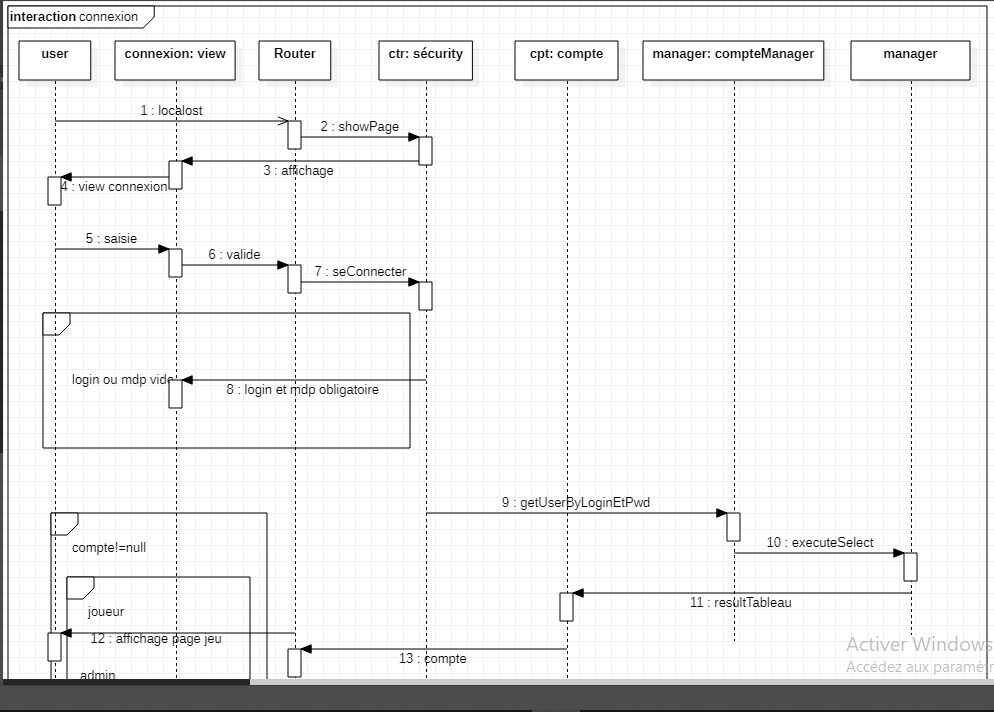 interaction connexion
user
connexion: view
Router
ctr: sécurity
cpt: compte
manager: compteManager
manager
1 : localost
2 : showPage
3 : affichage
4 : view connexion
5 : saisie
6 : valide
7 : seConnecter
login ou mdp vide
8 : login et mdp obligatoire
9 : getUserByLoginEtPwd
compte!=null
10 : executeSelect
11 : resultTableau
joueur
12 : affichage page jeu
13 : compte
admin
Activer Windows
Accédez aux paramètr